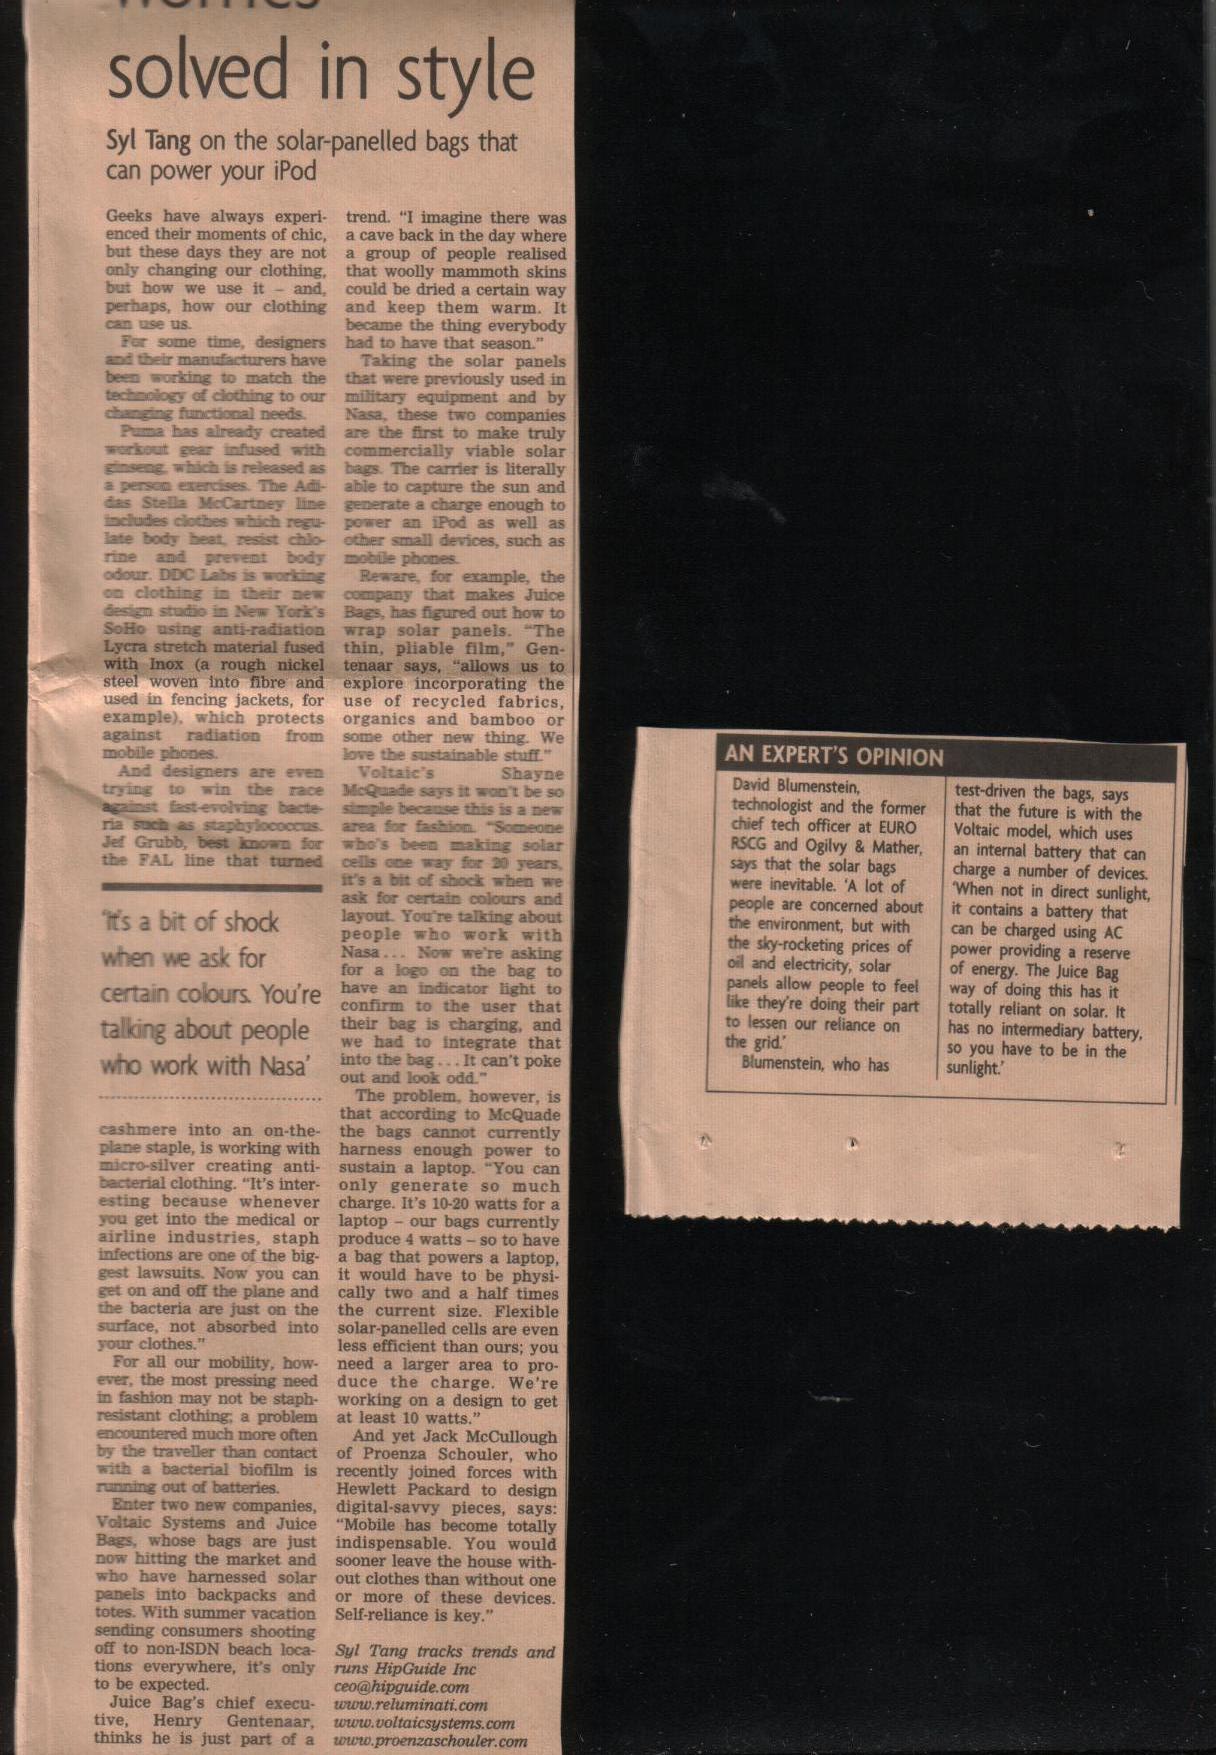 worries
solved in style
Syl Tang on the solar-panelled bags that
can power your iPod
Geeks have always experi-
enced their moments of chic,
but these days they are not
only changing our clothing,
but how we use it – and,
perhaps, how our clothing
can use us.
For some time, designers
and their manufacturers have
been working to match the
technology of clothing to our
changing functional needs.
Puma has already created
workout gear infused with
ginseng, which is released as
a person exercises. The Adi-
das Stella McCartney line
includes clothes which regu-
late body heat, resist chlo-
rine and prevent body
odour. DDC Labs is working
on clothing in their new
design studio in New York's
SoHo using anti-radiation
Lycra stretch material fused
with Inox (a rough nickel
steel woven into fibre and
used in fencing jackets, for
example), which protects
against radiation from
mobile phones.
And designers are even
trying to win the race
against fast-evolving bacte-
ria such as staphylococcus.
Jef Grubb, best known for
the FAL line that turned
'It's a bit of shock
when we ask for
certain colours. You're
talking about people
who work with Nasa'
cashmere into an on-the-
plane staple, is working with
micro-silver creating anti-
bacterial clothing. "It's inter-
esting because whenever
you get into the medical or
airline industries, staph
infections are one of the big-
gest lawsuits. Now you can
get on and off the plane and
the bacteria are just on the
surface, not absorbed into
your clothes."
For all our mobility, how-
ever, the most pressing need
in fashion may not be staph-
resistant clothing; a problem
encountered much more often
by the traveller than contact
with a bacterial biofilm is
running out of batteries.
Enter two new companies,
Voltaic Systems and Juice
Bags, whose bags are just
now hitting the market and
who have harnessed solar
panels into backpacks and
totes. With summer vacation
sending consumers shooting
off to non-ISDN beach loca-
tions everywhere, it's only
to be expected.
Juice Bag's chief execu-
tive, Henry Gentenaar,
thinks he is just part of a
trend. "I imagine there was
a cave back in the day where
a group of people realised
that woolly mammoth skins
could be dried a certain way
and keep them warm. It
became the thing everybody
had to have that season."
Taking the solar panels
that were previously used in
military equipment and by
Nasa, these two companies
are the first to make truly
commercially viable solar
bags. The carrier is literally
able to capture the sun and
generate a charge enough to
power an iPod as well as
other small devices, such as
mobile phones.
Reware, for example, the
company that makes Juice
Bags, has figured out how to
wrap solar panels. "The
thin, pliable film," Gen-
tenaar says, "allows us to
explore incorporating the
use of recycled fabrics,
organics and bamboo or
some other new thing. We
love the sustainable stuff."
Voltaic's Shayne
McQuade says it won't be so
simple because this is a new
area for fashion. "Someone
who's been making solar
cells one way for 20 years,
it's a bit of shock when we
ask for certain colours and
layout. You're talking about
people who work with
Nasa... Now we're asking
for a logo on the bag to
have an indicator light to
confirm to the user that
their bag is charging, and
we had to integrate that
into the bag... It can't poke
out and look odd."
The problem, however, is
that according to McQuade
the bags cannot currently
harness enough power to
sustain a laptop. "You can
only generate so much
charge. It's 10-20 watts for a
laptop – our bags currently
produce 4 watts – so to have
a bag that powers a laptop,
it would have to be physi-
cally two and a half times
the current size. Flexible
solar-panelled cells are even
less efficient than ours; you
need a larger area to pro-
duce the charge. We're
working on a design to get
at least 10 watts."
And yet Jack McCullough
of Proenza Schouler, who
recently joined forces with
Hewlett Packard to design
digital-savvy pieces, says:
"Mobile has become totally
indispensable. You would
sooner leave the house with-
out clothes than without one
or more of these devices.
Self-reliance is key."
Syl Tang tracks trends and
runs HipGuide Inc
ceo@hipguide.com
www.reluminati.com
www.voltaicsystems.com
www.proenzaschouler.com
AN EXPERT'S OPINION
David Blumenstein,
technologist and the former
chief tech officer at EURO
RSCG and Ogilvy & Mather,
says that the solar bags
were inevitable. 'A lot of
people are concerned about
the environment, but with
the sky-rocketing prices of
oil and electricity, solar
panels allow people to feel
like they're doing their part
to lessen our reliance on
the grid.'
Blumenstein, who has
test-driven the bags, says
that the future is with the
Voltaic model, which uses
an internal battery that can
charge a number of devices.
'When not in direct sunlight,
it contains a battery that
can be charged using AC
power providing a reserve
of energy. The Juice Bag
way of doing this has it
totally reliant on solar. It
has no intermediary battery,
so you have to be in the
sunlight.'